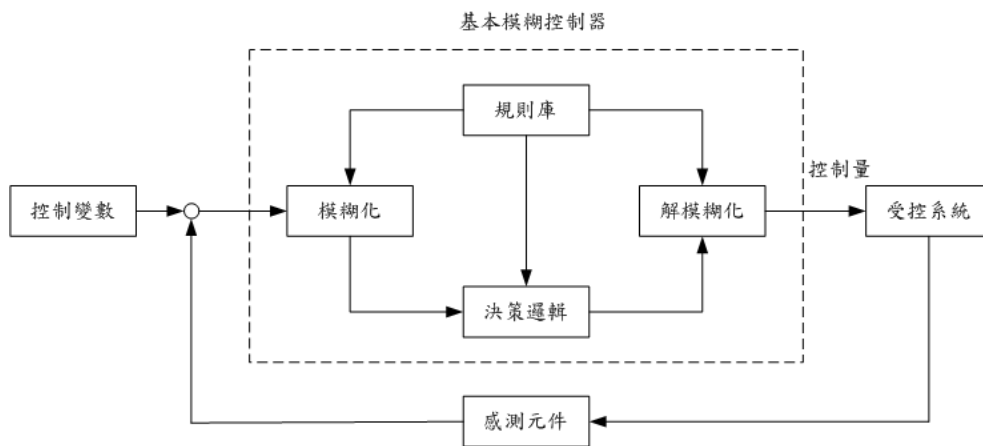 基本模糊控制器
規則庫
控制量
控制變數
模糊化
解模糊化
受控系統
決策邏輯
感測元件